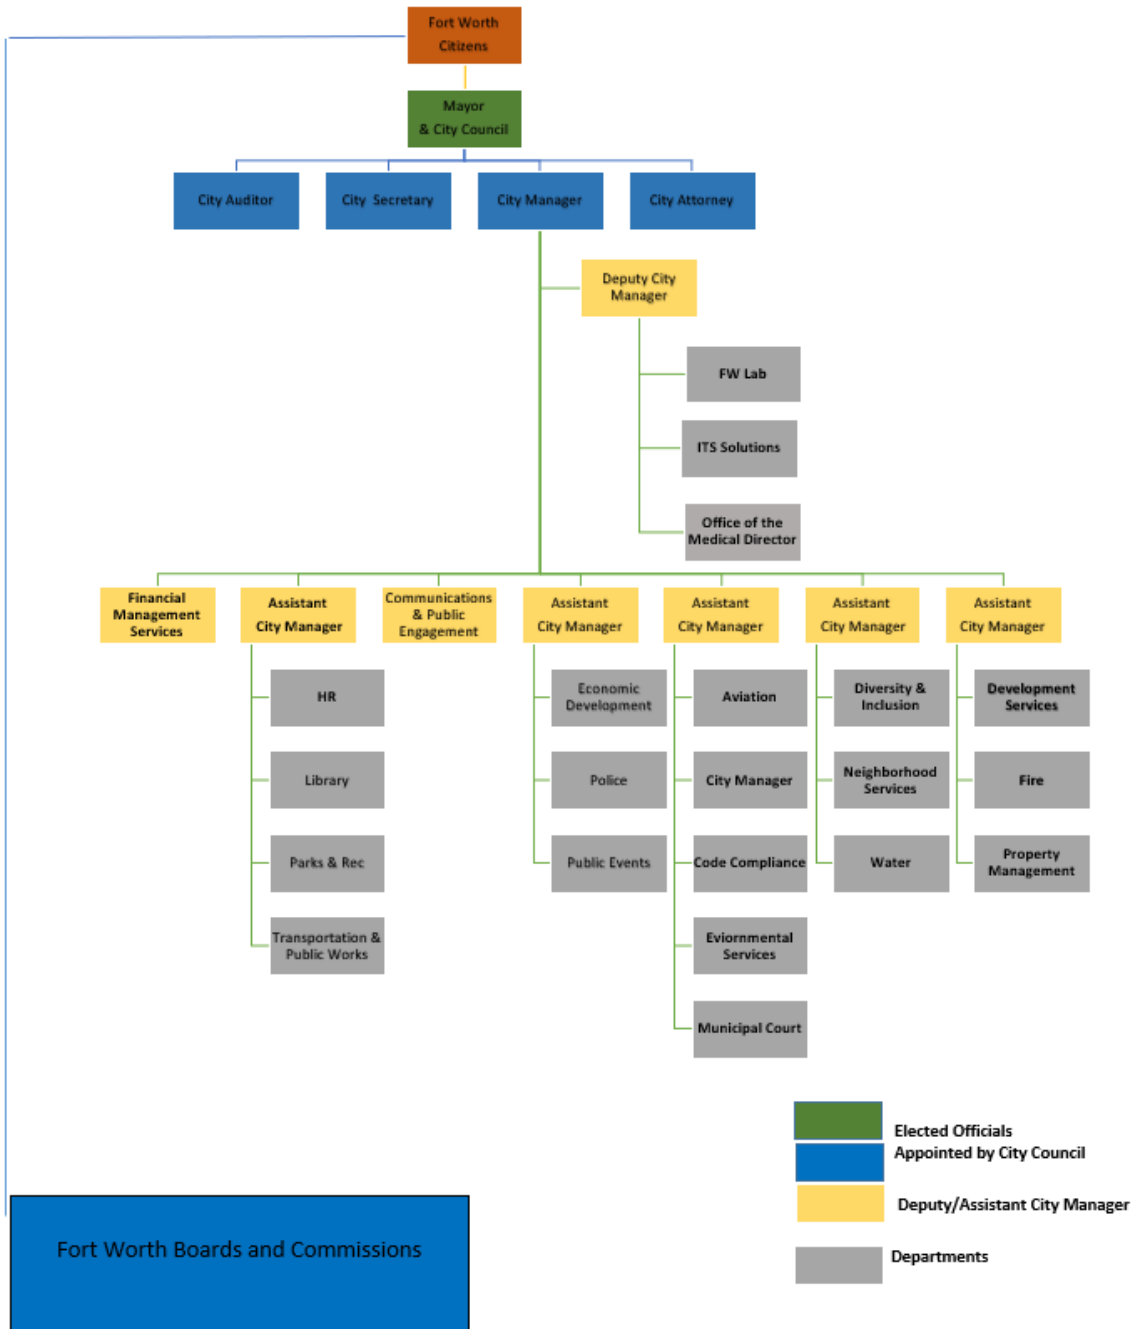 Fort Worth
Citizens
Mayor
& City Council
City Auditor
City Secretary
City Manager
City Attorney
Deputy City
Manager
FW Lab
ITS Solutions
Office of the
Medical Director
Financial
Management
Services
Assistant
City Manager
Communications
& Public
Engagement
Assistant
City Manager
Assistant
City Manager
Assistant
City Manager
Assistant
City Manager
HR
Library
Parks & Rec
Transportation &
Public Works
Economic
Development
Police
Public Events
Aviation
City Manager
Code Compliance
Eviornmental
Services
Municipal Court
Diversity &
Inclusion
Neighborhood
Services
Water
Development
Services
Fire
Property
Management
Elected Officials
Appointed by City Council
Deputy/Assistant City Manager
Departments
Fort Worth Boards and Commissions